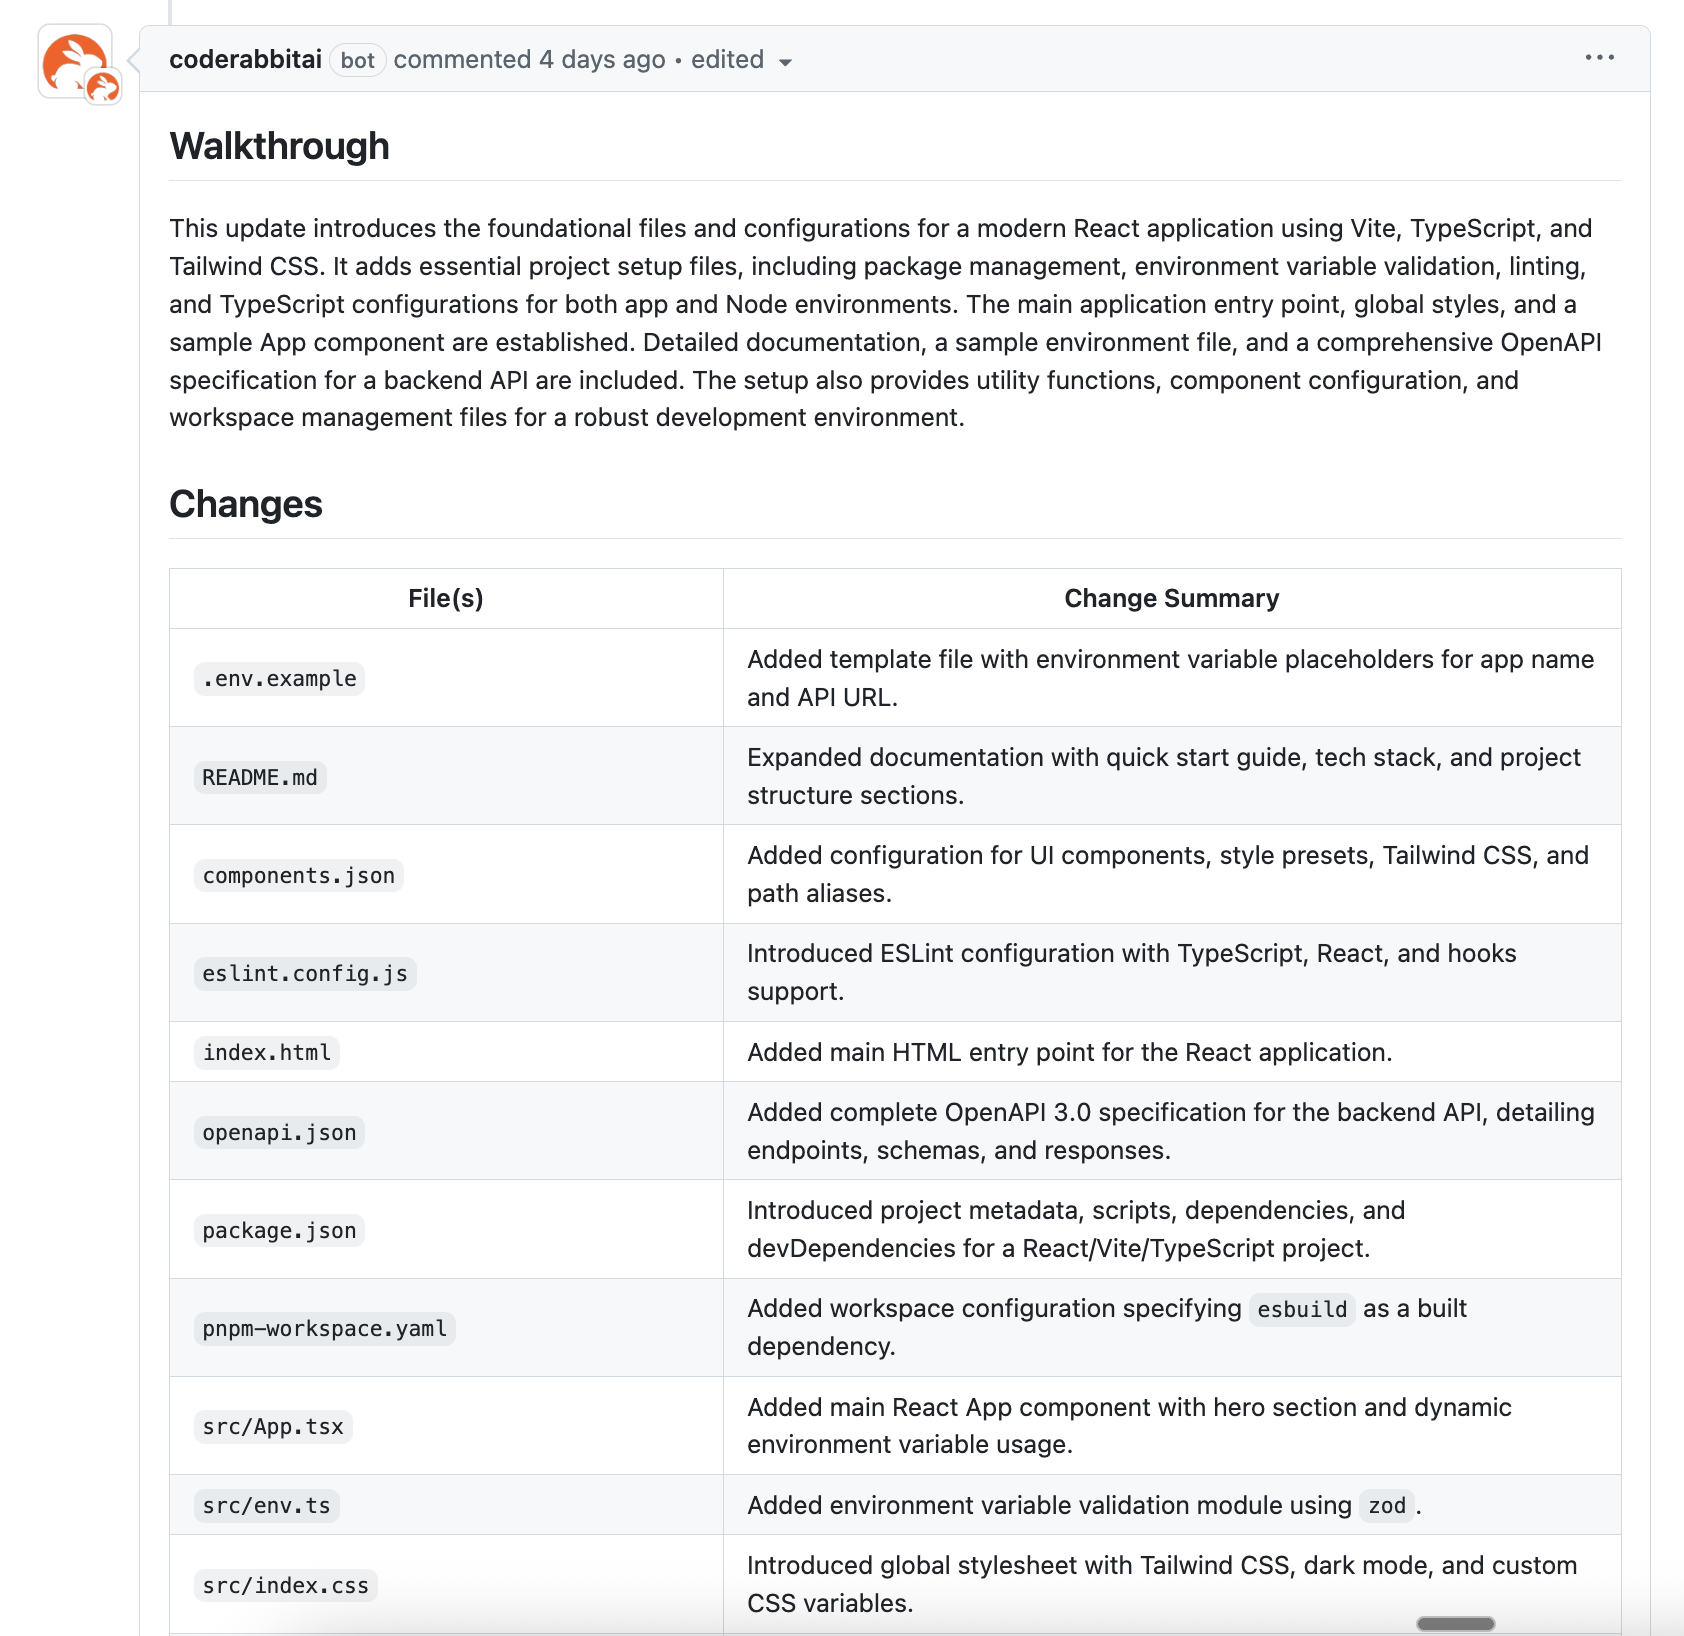 coderabbitai bot commented 4 days ago • edited
Walkthrough
This update introduces the foundational files and configurations for a modern React application using Vite, TypeScript, and
Tailwind CSS. It adds essential project setup files, including package management, environment variable validation, linting,
and TypeScript configurations for both app and Node environments. The main application entry point, global styles, and a
sample App component are established. Detailed documentation, a sample environment file, and a comprehensive OpenAPI
specification for a backend API are included. The setup also provides utility functions, component configuration, and
workspace management files for a robust development environment.
Changes
File(s) Change Summary
.env.example
Added template file with environment variable placeholders for app name
and API URL.
README.md
Expanded documentation with quick start guide, tech stack, and project
structure sections.
components.json
Added configuration for UI components, style presets, Tailwind CSS, and
path aliases.
eslint.config.js
Introduced ESLint configuration with TypeScript, React, and hooks
support.
index.html
Added main HTML entry point for the React application.
openapi.json
Added complete OpenAPI 3.0 specification for the backend API, detailing
endpoints, schemas, and responses.
package.json
Introduced project metadata, scripts, dependencies, and
devDependencies for a React/Vite/TypeScript project.
pnpm-workspace.yaml
Added workspace configuration specifying esbuild as a built
dependency.
src/App.tsx
Added main React App component with hero section and dynamic
environment variable usage.
src/env.ts
Added environment variable validation module using zod.
src/index.css
Introduced global stylesheet with Tailwind CSS, dark mode, and custom
CSS variables.